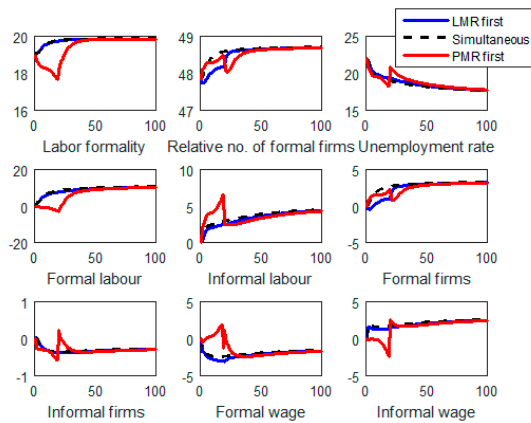 LMR first
Simultaneous
PMR first
20
19
18
17
0 50 100
Labor formality
49
48
47
0 50 100
Relative no. of formal firms
25
20
15
0 50 100
Unemployment rate
20
0
-20
0 50 100
Formal labour
10
5
0
0 50 100
Informal labour
5
0
-5
0 50 100
Formal firms
1
0
-1
0 50 100
Informal firms
5
0
-5
0 50 100
Formal wage
5
0
-5
0 50 100
Informal wage